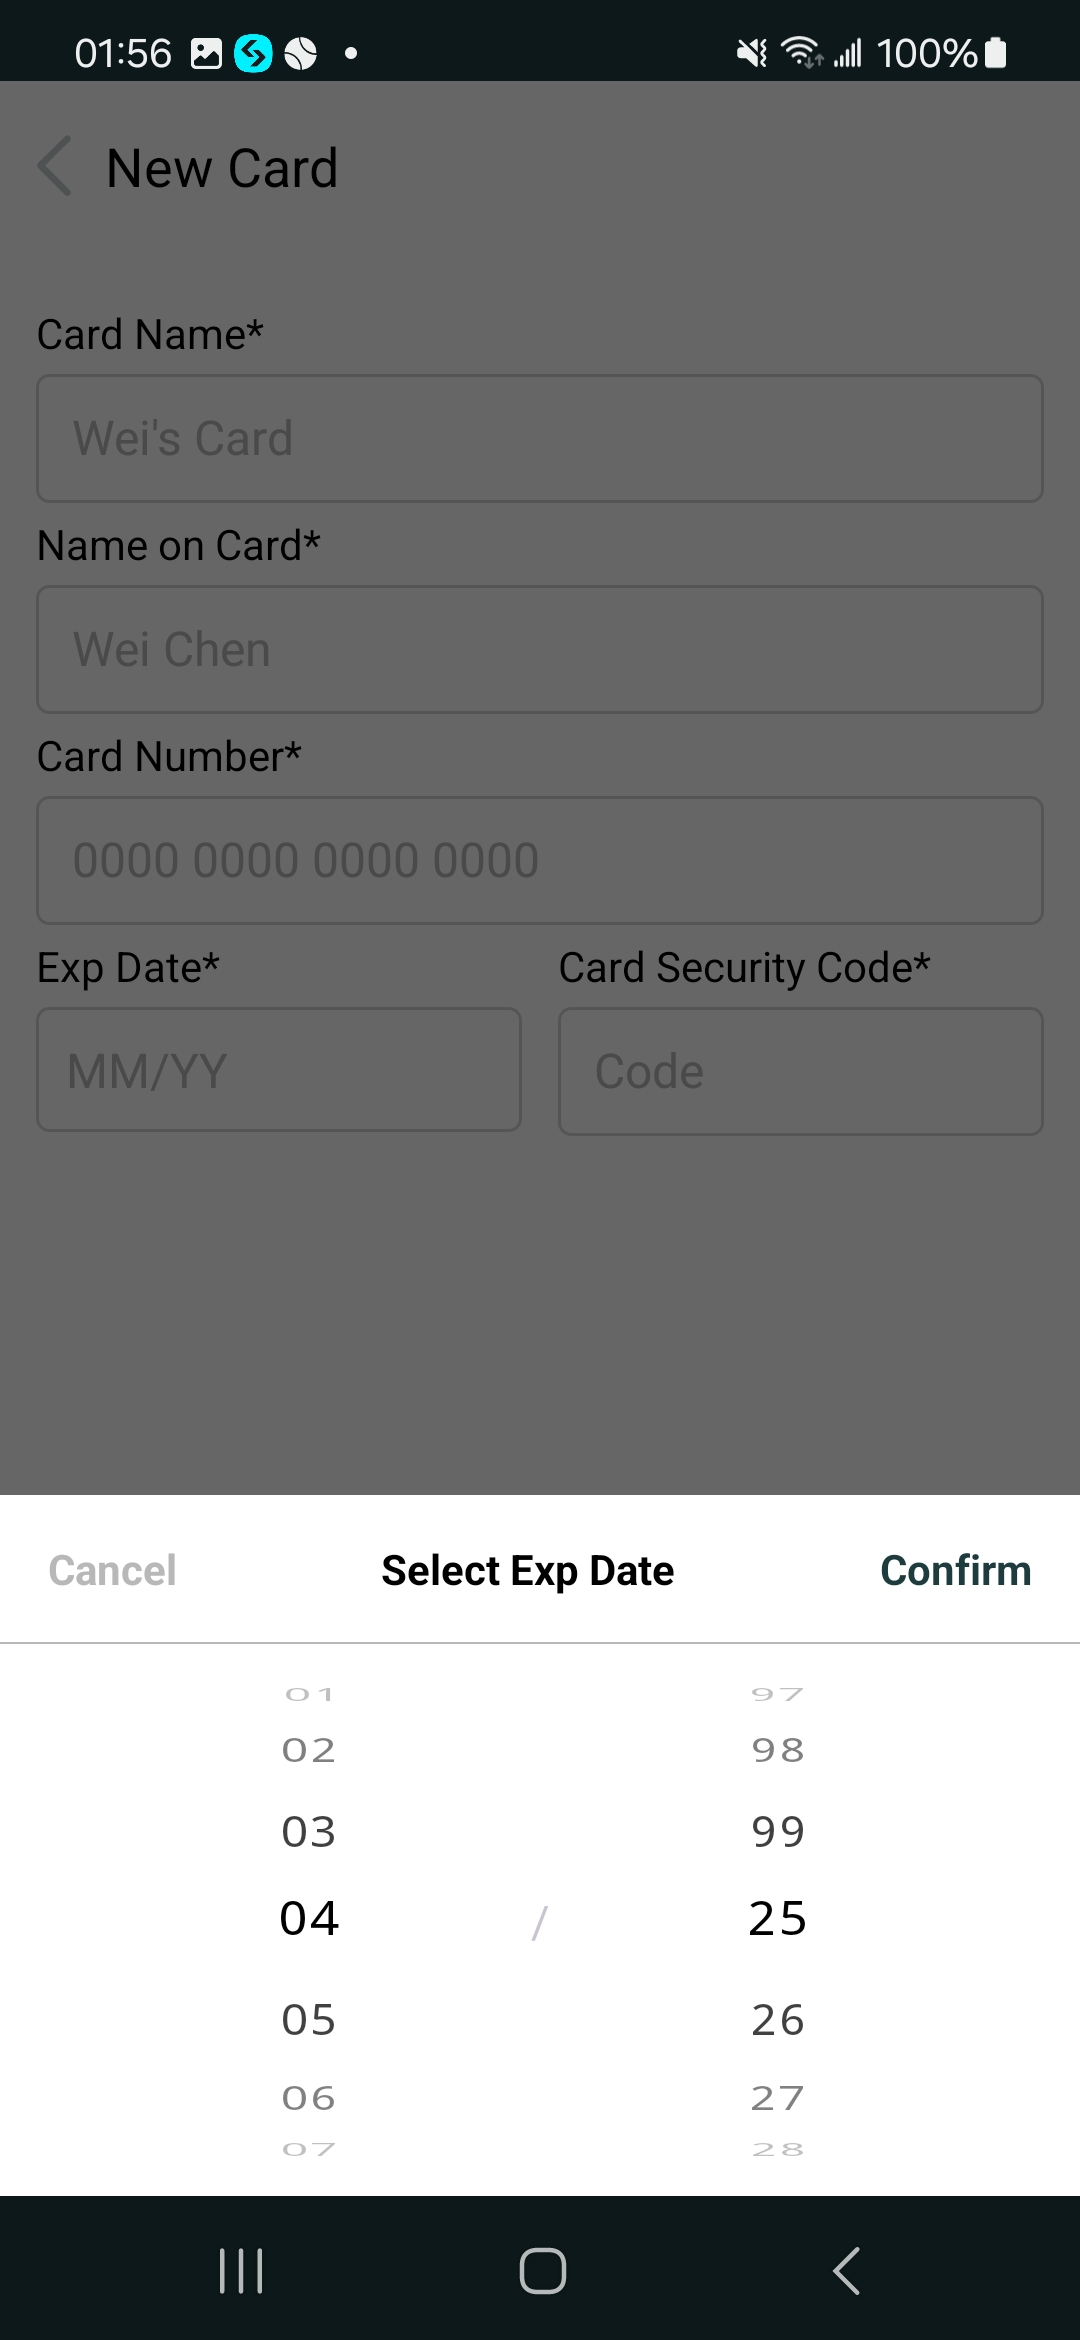 01:56 100%
New Card
Card Name*
Wei's Card
Name on Card*
Wei Chen
Card Number*
0000 0000 0000 0000
Exp Date* Card Security Code*
MM/YY Code
Cancel Select Exp Date Confirm
01 97
02 98
03 99
04 / 25
05 26
06 27
07 28